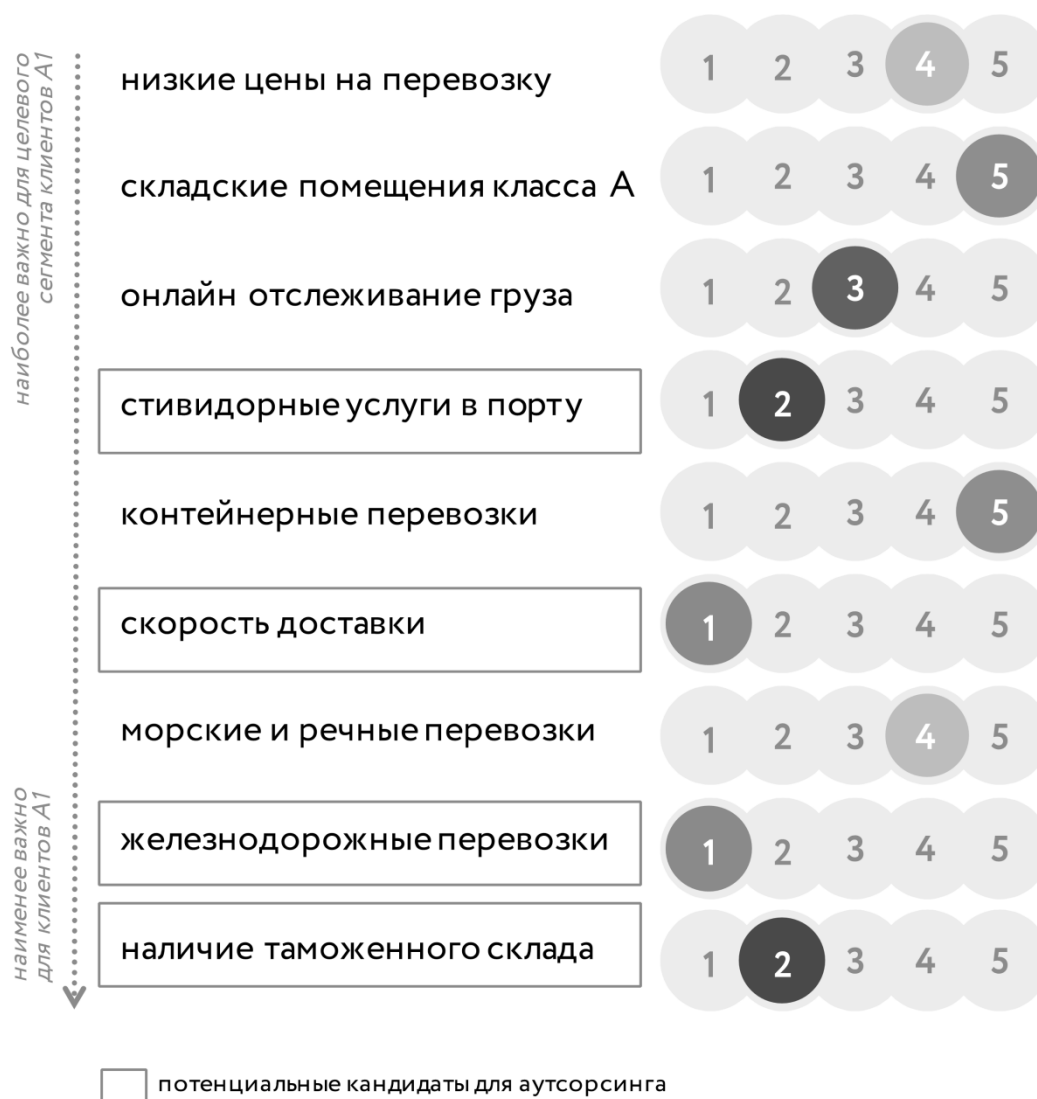 наиболее важно для целевого
сегмента клиентов А1
низкие цены на перевозку 1 2 3 4 5
складские помещения класса А 1 2 3 4 5
онлайн отслеживание груза 1 2 3 4 5
стивидорные услуги в порту 1 2 3 4 5
контейнерные перевозки 1 2 3 4 5
скорость доставки 1 2 3 4 5
морские и речные перевозки 1 2 3 4 5
железнодорожные перевозки 1 2 3 4 5
наличие таможенного склада 1 2 3 4 5
наименее важно
для клиентов А1
потенциальные кандидаты для аутсорсинга